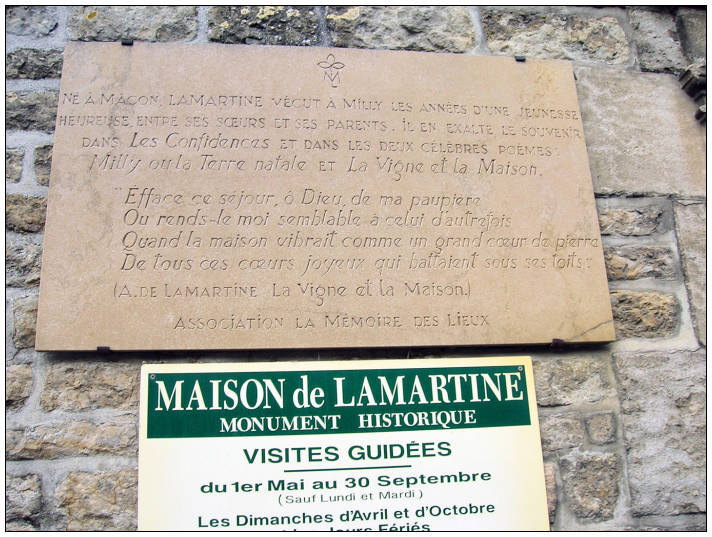 NÉ À MÂCON, LAMARTINE VÉCUT À MILLY LES ANNÉES D'UNE JEUNESSE
HEUREUSE, ENTRE SES SŒURS ET SES PARENTS. IL EN EXALTE LE SOUVENIR
DANS Les Confidences ET DANS LES DEUX CÉLÈBRES POÈMES:
Milly ou la Terre natale ET La Vigne et la Maison.
"Efface ce séjour, ô Dieu, de ma paupière
Ou rends-le moi semblable à celui d'autrefois
Quand la maison vibrait comme un grand cœur de pierre
De tous ces cœurs joyeux qui battaient sous ses toits"
(A. DE LAMARTINE La Vigne et la Maison.)
ASSOCIATION LA MÉMOIRE DES LIEUX
MAISON de LAMARTINE
MONUMENT HISTORIQUE
VISITES GUIDÉES
du 1er Mai au 30 Septembre
(Sauf Lundi et Mardi)
Les Dimanches d'Avril et d'Octobre
Jours Fériés